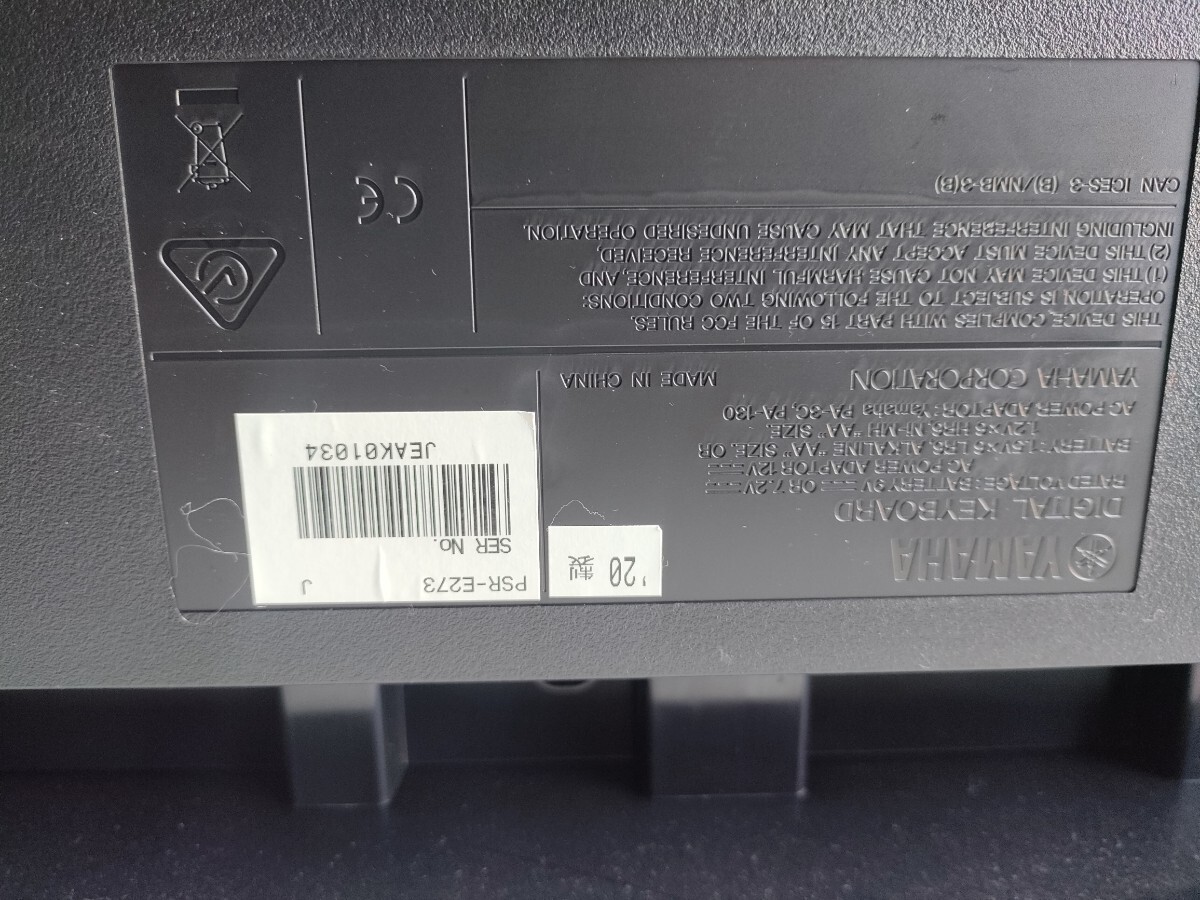 YAMAHA
DIGITAL KEYBOARD
RATED VOLTAGE : BATTERY 9V ⎓ OR 7.2V ⎓
AC POWER ADAPTOR 12V ⎓
BATTERY : 1.5V×6 LR6, ALKALINE "AA" SIZE, OR
1.2V×6 HR6, Ni-MH "AA" SIZE.
AC POWER ADAPTOR : Yamaha PA-3C, PA-130
YAMAHA CORPORATION
MADE IN CHINA
'20 製
PSR-E273 J
SER No.
JEAK01034
THIS DEVICE COMPLIES WITH PART 15 OF THE FCC RULES.
OPERATION IS SUBJECT TO THE FOLLOWING TWO CONDITIONS:
(1) THIS DEVICE MAY NOT CAUSE HARMFUL INTERFERENCE, AND
(2) THIS DEVICE MUST ACCEPT ANY INTERFERENCE RECEIVED,
INCLUDING INTERFERENCE THAT MAY CAUSE UNDESIRED OPERATION.
CAN ICES-3 (B)/NMB-3(B)
CE